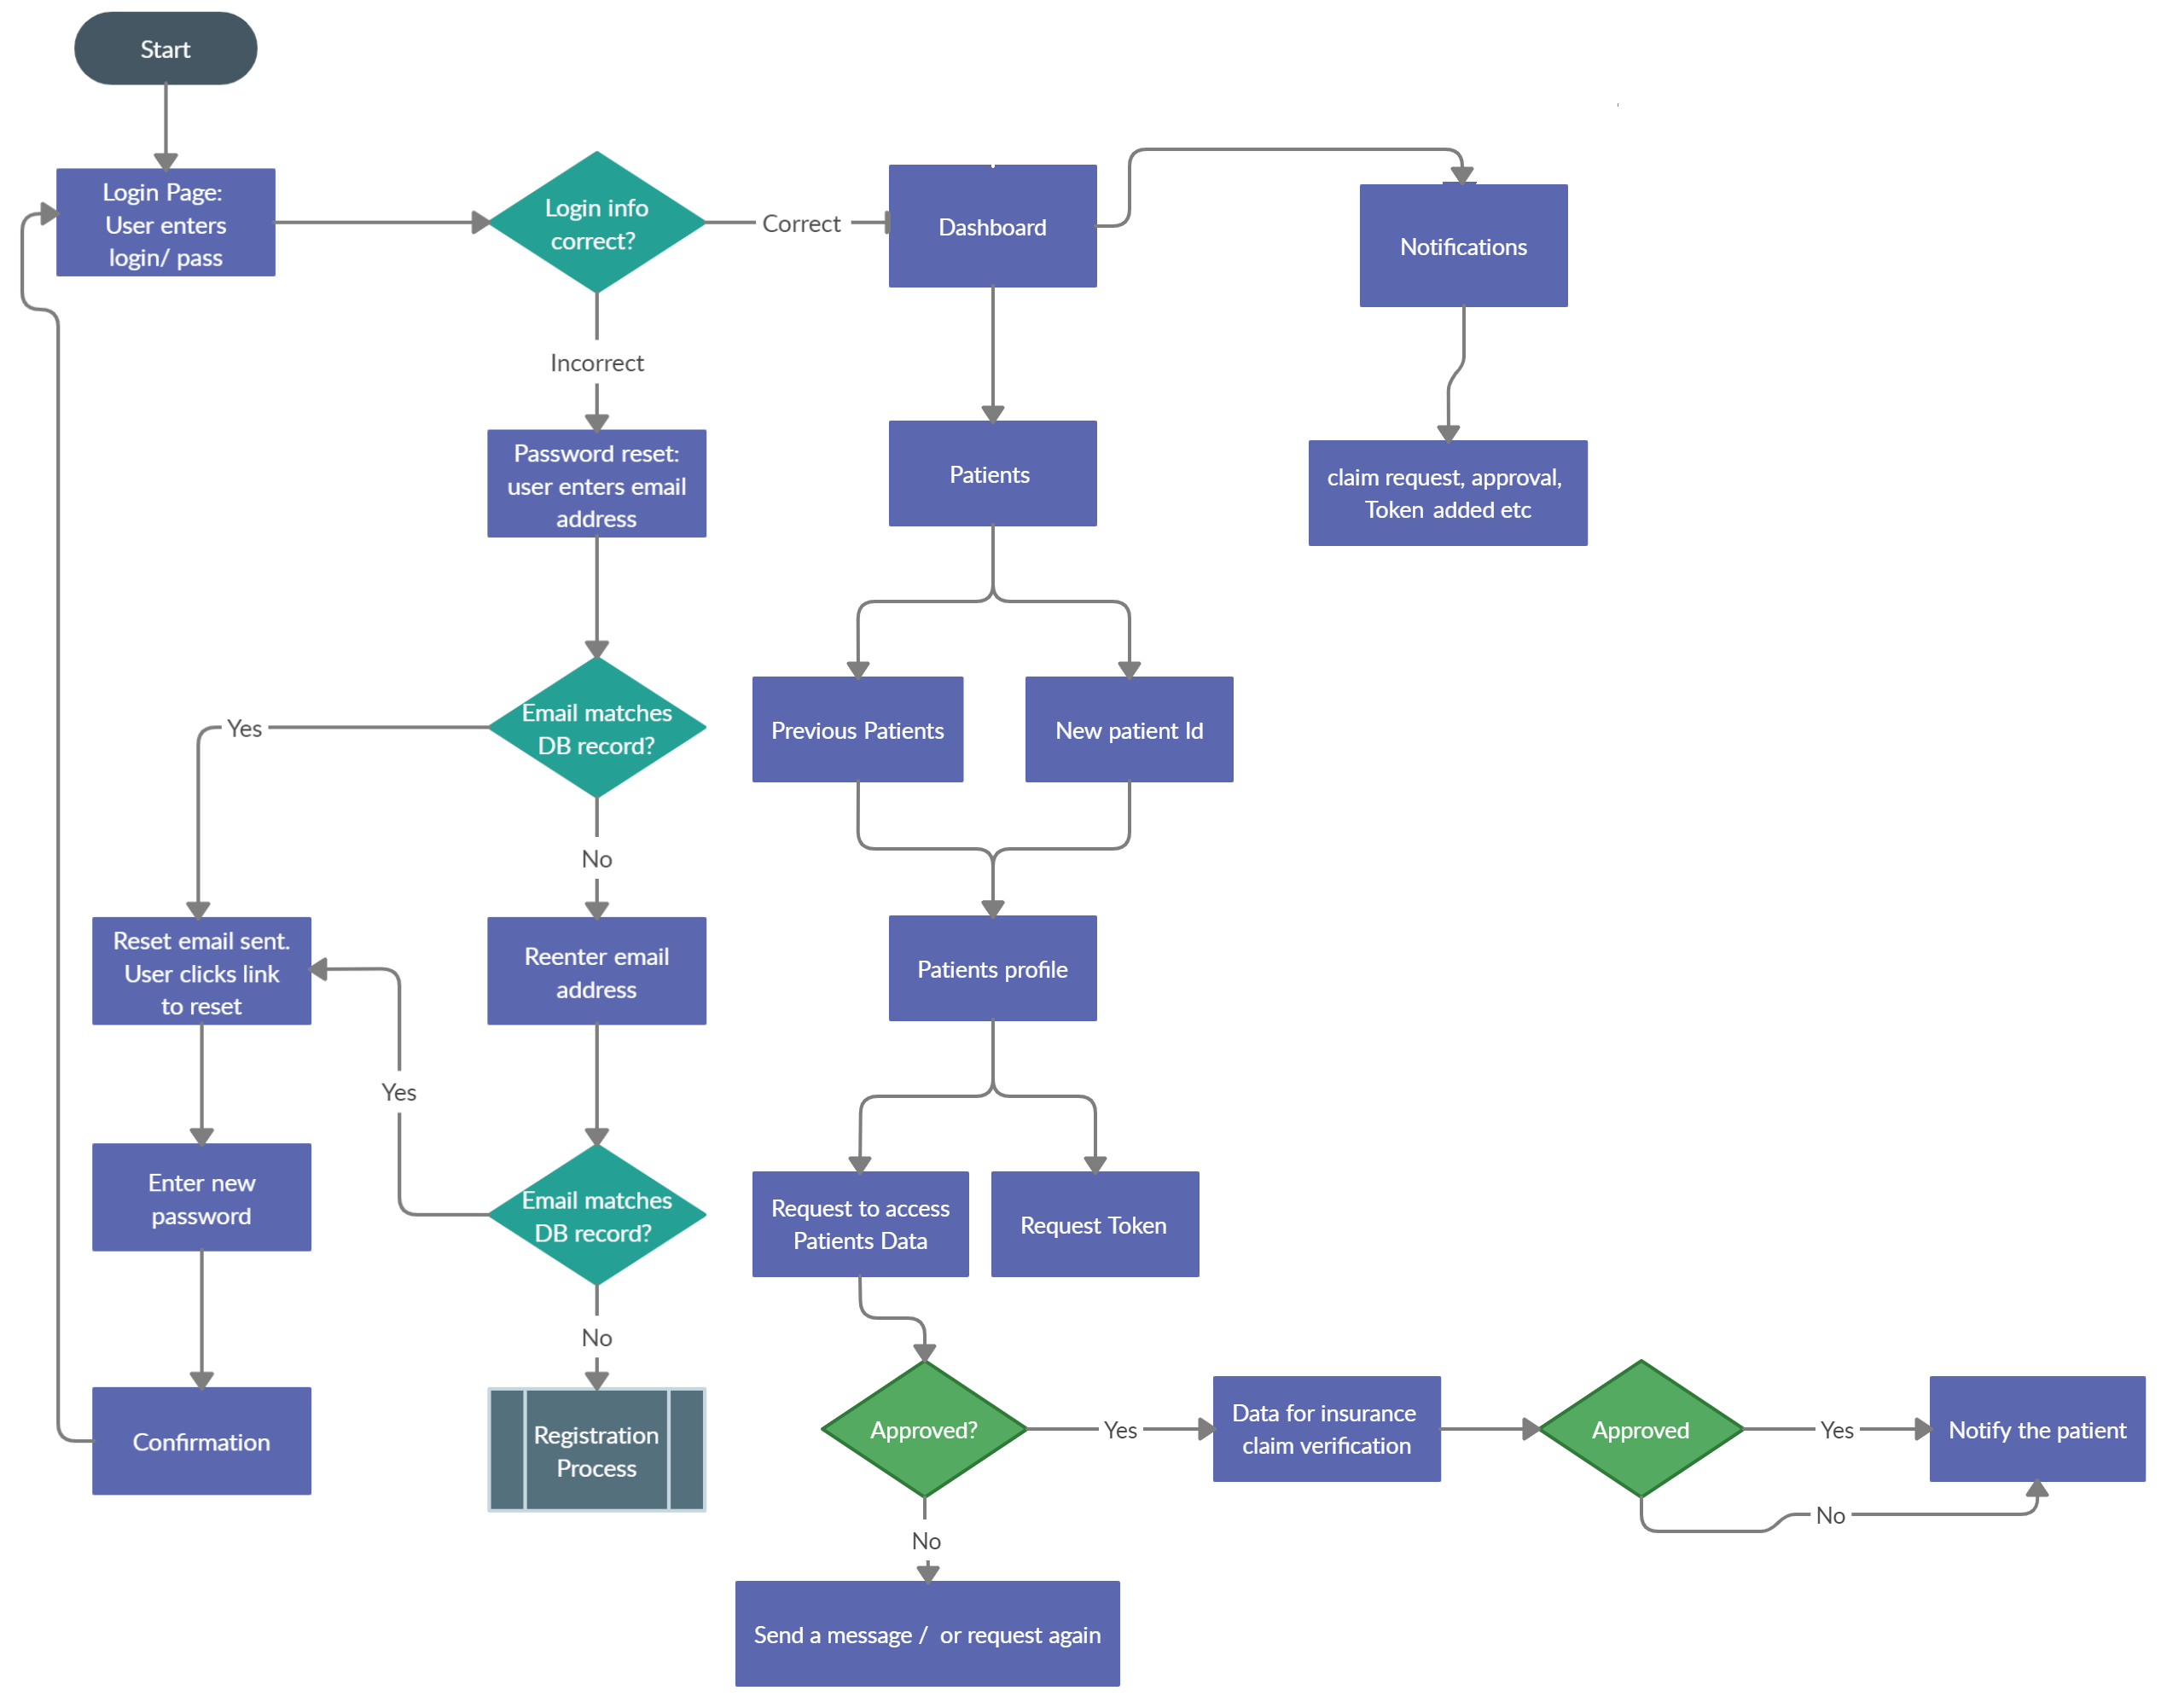 Start
Login Page:
User enters
login/ pass
Login info
correct?
Correct
Dashboard
Notifications
Incorrect
Password reset:
user enters email
address
Patients
claim request, approval,
Token added etc
Email matches
DB record?
Yes
Previous Patients
New patient Id
No
Reset email sent.
User clicks link
to reset
Reenter email
address
Patients profile
Yes
Enter new
password
Email matches
DB record?
Request to access
Patients Data
Request Token
No
Confirmation
Registration
Process
Approved?
Yes
Data for insurance
claim verification
Approved
Yes
Notify the patient
No
No
Send a message / or request again